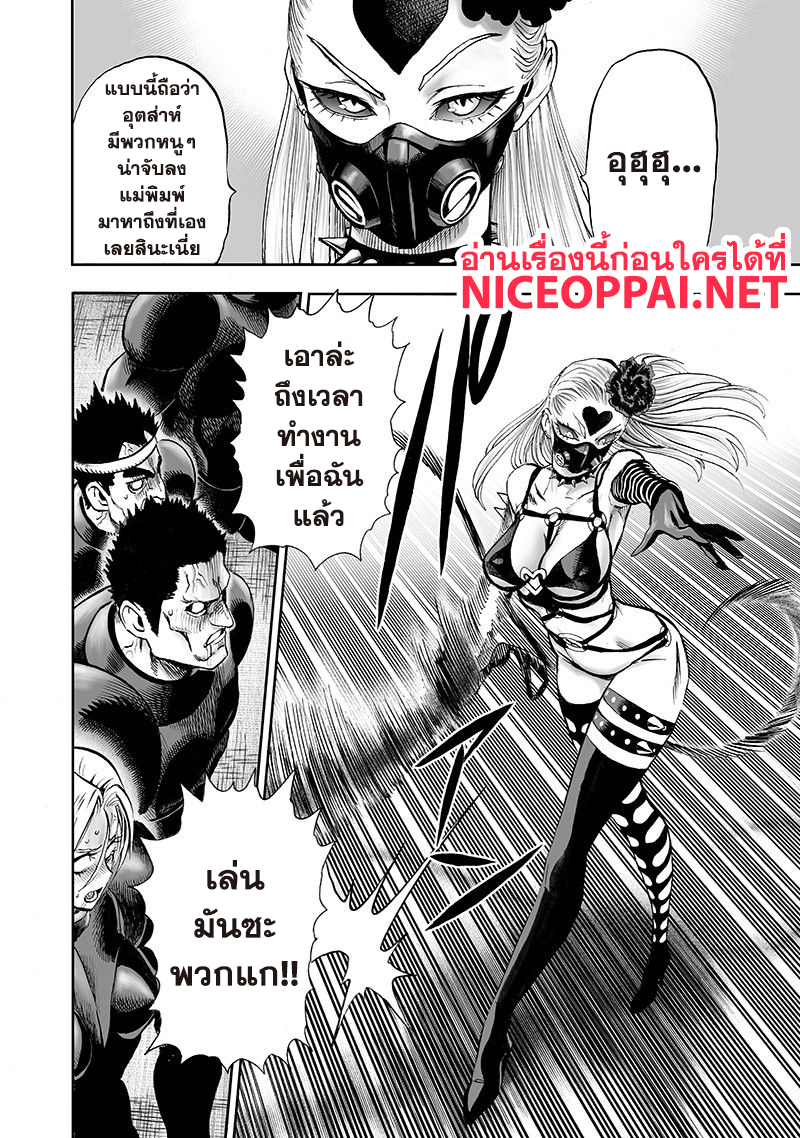 อุฮุฮุ...
แบบนี้ถือว่า
อุตส่าห์
มีพวกหนูๆ
น่าจับลง
แม่พิมพ์
มาหาถึงที่เอง
เลยสินะเนี่ย
อ่านเรื่องนี้ก่อนใครได้ที่
NICEOPPAI.NET
เอาล่ะ
ถึงเวลา
ทำงาน
เพื่อฉัน
แล้ว
เล่น
มันซะ
พวกแก!!